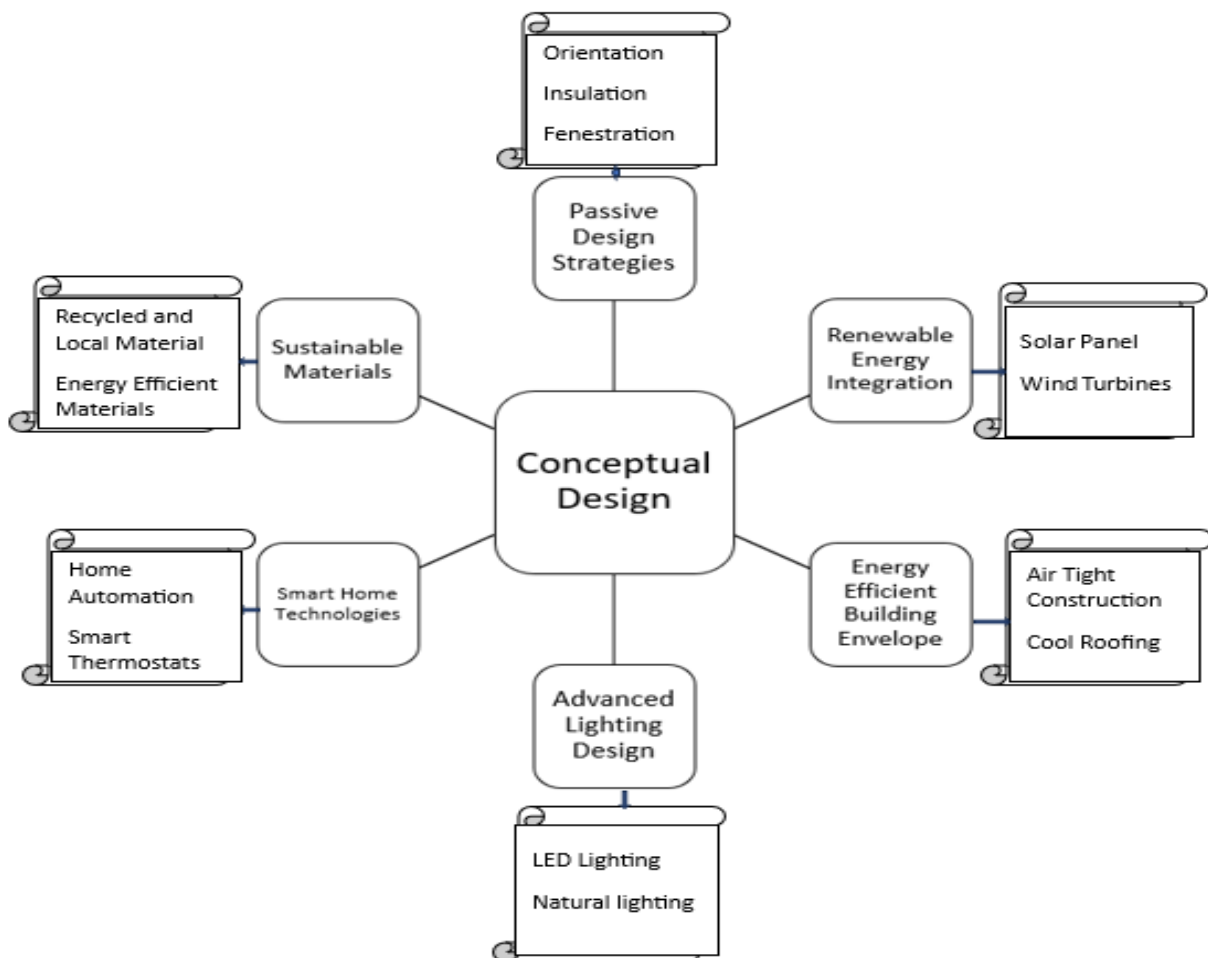 Orientation
Insulation
Fenestration
Passive
Design
Strategies
Recycled and
Local Material
Energy Efficient
Materials
Sustainable
Materials
Renewable
Energy
Integration
Solar Panel
Wind Turbines
Conceptual
Design
Home
Automation
Smart
Thermostats
Smart Home
Technologies
Energy
Efficient
Building
Envelope
Air Tight
Construction
Cool Roofing
Advanced
Lighting
Design
LED Lighting
Natural lighting